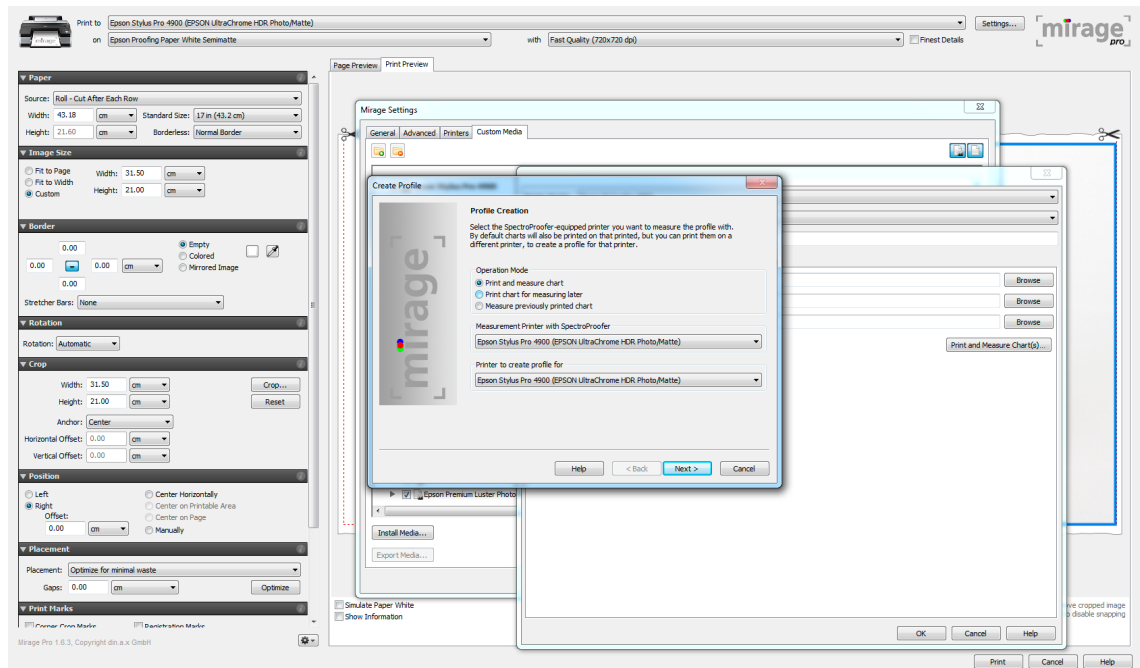 Print to Epson Stylus Pro 4900 (EPSON UltraChrome HDR Photo/Matte) Settings...
on Epson Proofing Paper White Semimatte with Fast Quality (720x720 dpi) Finest Details
mirage
mirage pro
Page Preview Print Preview
Paper
Source: Roll - Cut After Each Row
Width: 43.18 cm Standard Size: 17 in (43.2 cm)
Height: 21.60 cm Borderless: Normal Border
Image Size
Fit to Page
Fit to Width
Custom
Width: 31.50 cm
Height: 21.00 cm
Border
0.00
0.00 0.00 cm
0.00
Empty
Colored
Mirrored Image
Stretcher Bars: None
Rotation
Rotation: Automatic
Crop
Width: 31.50 cm Crop...
Height: 21.00 cm Reset
Anchor: Center
Horizontal Offset: 0.00 cm
Vertical Offset: 0.00 cm
Position
Left
Right
Offset:
0.00 cm
Center Horizontally
Center on Printable Area
Center on Page
Manually
Placement
Placement: Optimize for minimal waste
Gaps: 0.00 cm Optimize
Print Marks
Corner Crop Marks Registration Marks
Mirage Pro 1.6.3, Copyright din a.x GmbH
Mirage Settings
General Advanced Printers Custom Media
Epson Premium Luster Photo
Install Media...
Export Media...
Create Profile
mirage
Profile Creation
Select the SpectroProofer-equipped printer you want to measure the profile with.
By default charts will also be printed on that printed, but you can print them on a
different printer, to create a profile for that printer.
Operation Mode
Print and measure chart
Print chart for measuring later
Measure previously printed chart
Measurement Printer with SpectroProofer
Epson Stylus Pro 4900 (EPSON UltraChrome HDR Photo/Matte)
Printer to create profile for
Epson Stylus Pro 4900 (EPSON UltraChrome HDR Photo/Matte)
Help < Back Next > Cancel
Browse
Browse
Browse
Print and Measure Chart(s)...
OK Cancel Help
Simulate Paper White
Show Information
cropped image
disable snapping
Print Cancel Help